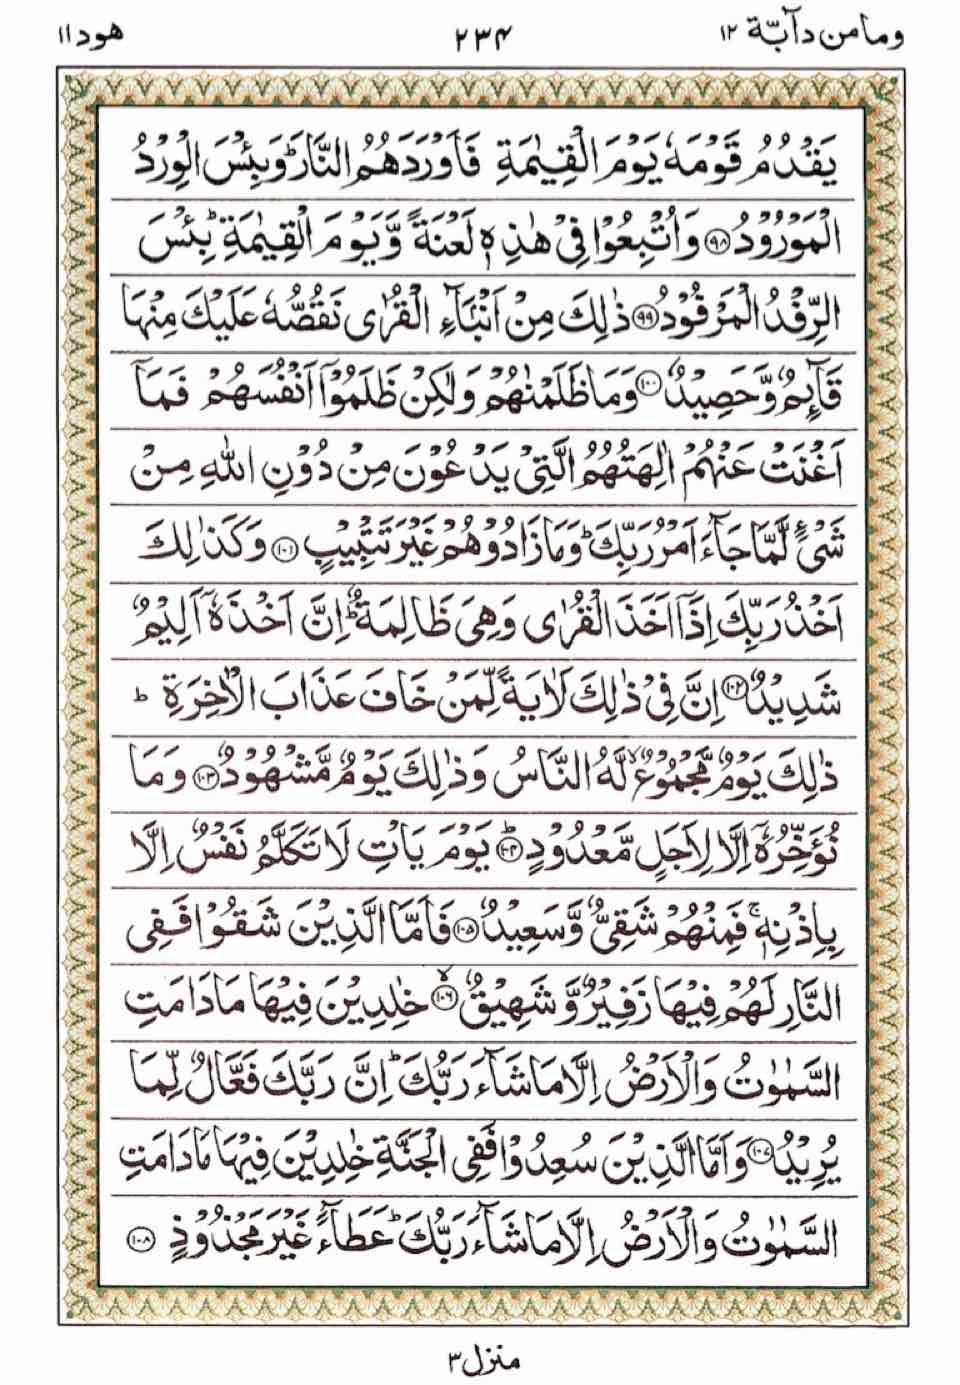 وما من دآبّة ١٢
٢٣٤
هود ١١
يَقْدُمُ قَوْمَهٗ يَوْمَ الْقِيٰمَةِ فَاَوْرَدَهُمُ النَّارَ ؕ وَبِئْسَ الْوِرْدُ
الْمَوْرُوْدُ ﴿۹۸﴾ وَاُتْبِعُوْا فِىْ هٰذِهٖ لَعْنَةً وَّيَوْمَ الْقِيٰمَةِ ؕ بِئْسَ
الرِّفْدُ الْمَرْفُوْدُ ﴿۹۹﴾ ذٰلِكَ مِنْ اَنْۢبَآءِ الْقُرٰى نَقُصُّهٗ عَلَيْكَ مِنْهَا
قَآئِمٌ وَّحَصِيْدٌ ﴿۱۰۰﴾ وَمَا ظَلَمْنٰهُمْ وَلٰكِنْ ظَلَمُوْۤا اَنْفُسَهُمْ فَمَاۤ
اَغْنَتْ عَنْهُمْ اٰلِهَتُهُمُ الَّتِىْ يَدْعُوْنَ مِنْ دُوْنِ اللّٰهِ مِنْ
شَىْءٍ لَّمَّا جَآءَ اَمْرُ رَبِّكَ ؕ وَمَا زَادُوْهُمْ غَيْرَ تَتْبِيْبٍ ﴿۱۰۱﴾ وَكَذٰلِكَ
اَخْذُ رَبِّكَ اِذَاۤ اَخَذَ الْقُرٰى وَهِىَ ظَالِمَةٌ ؕ اِنَّ اَخْذَهٗۤ اَلِيْمٌ
شَدِيْدٌ ﴿۱۰۲﴾ اِنَّ فِىْ ذٰلِكَ لَاٰيَةً لِّمَنْ خَافَ عَذَابَ الْاٰخِرَةِ ؕ
ذٰلِكَ يَوْمٌ مَّجْمُوْعٌ ۙ لَّهُ النَّاسُ وَذٰلِكَ يَوْمٌ مَّشْهُوْدٌ ﴿۱۰۳﴾ وَمَا
نُؤَخِّرُهٗۤ اِلَّا لِاَجَلٍ مَّعْدُوْدٍ ﴿۱۰۴﴾ؕ يَوْمَ يَاْتِ لَا تَكَلَّمُ نَفْسٌ اِلَّا
بِاِذْنِهٖ ۚ فَمِنْهُمْ شَقِىٌّ وَّسَعِيْدٌ ﴿۱۰۵﴾ فَاَمَّا الَّذِيْنَ شَقُوْا فَفِى
النَّارِ لَهُمْ فِيْهَا زَفِيْرٌ وَّشَهِيْقٌ ﴿۱۰۶﴾ۙ خٰلِدِيْنَ فِيْهَا مَا دَامَتِ
السَّمٰوٰتُ وَالْاَرْضُ اِلَّا مَا شَآءَ رَبُّكَ ؕ اِنَّ رَبَّكَ فَعَّالٌ لِّمَا
يُرِيْدُ ﴿۱۰۷﴾ وَاَمَّا الَّذِيْنَ سُعِدُوْا فَفِى الْجَنَّةِ خٰلِدِيْنَ فِيْهَا مَا دَامَتِ
السَّمٰوٰتُ وَالْاَرْضُ اِلَّا مَا شَآءَ رَبُّكَ ؕ عَطَآءً غَيْرَ مَجْذُوْذٍ ﴿۱۰۸﴾
منزل ٣